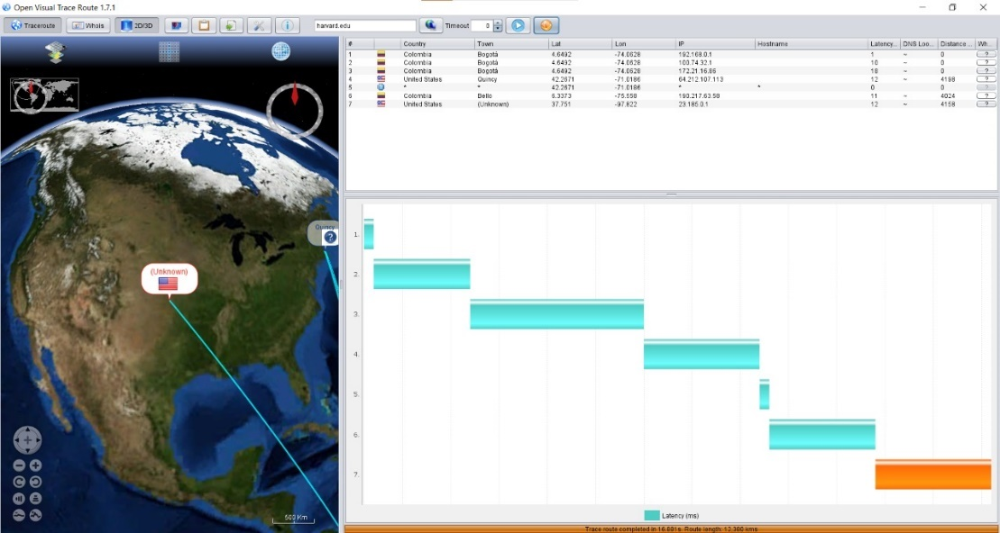 Open Visual Trace Route 1.7.1
Traceroute Whois 2D/3D harvard.edu Timeout 0
# Country Town Lat Lon IP Hostname Latency... DNS Loo... Distance ... Wh...
1 Colombia Bogotá 4.6492 -74.0628 192.168.0.1 1 ~ 0 ?
2 Colombia Bogotá 4.6492 -74.0628 100.74.32.1 10 ~ 0 ?
3 Colombia Bogotá 4.6492 -74.0628 172.21.16.86 18 ~ 0 ?
4 United States Quincy 42.2671 -71.0186 64.212.107.113 12 ~ 4198 ?
5 * * 42.2671 -71.0186 * * 0 0 ?
6 Colombia Bello 6.3373 -75.558 190.217.63.58 11 ~ 4024 ?
7 United States (Unknown) 37.751 -97.822 23.185.0.1 12 ~ 4158 ?
Quincy
?
(Unknown)
500 Km
1.
2.
3.
4.
5.
6.
7.
Latency (ms)
Trace route completed in 16,691s. Route length: 12,380 kms